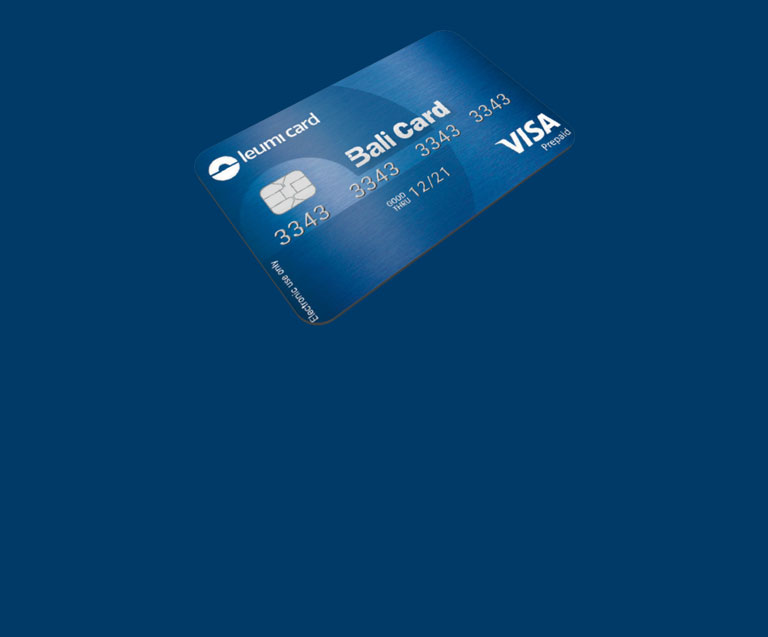 leumi card
Bali Card
3343 3343 3343 3343
GOOD
THRU 12/21
VISA
Prepaid
Electronic use only